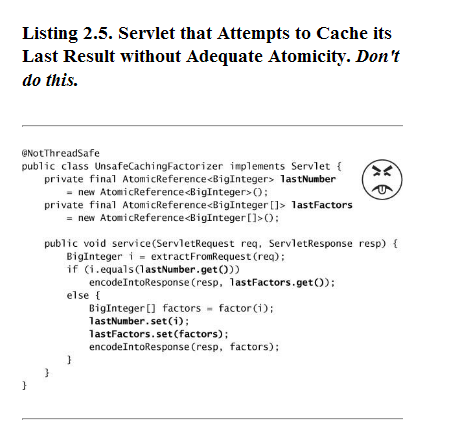 Listing 2.5. Servlet that Attempts to Cache its
Last Result without Adequate Atomicity. Don't
do this.
@NotThreadSafe
public class UnsafeCachingFactorizer implements Servlet {
    private final AtomicReference<BigInteger> lastNumber
        = new AtomicReference<BigInteger>();
    private final AtomicReference<BigInteger[]> lastFactors
        = new AtomicReference<BigInteger[]>();
    public void service(ServletRequest req, ServletResponse resp) {
        BigInteger i = extractFromRequest(req);
        if (i.equals(lastNumber.get()))
            encodeIntoResponse(resp, lastFactors.get());
        else {
            BigInteger[] factors = factor(i);
            lastNumber.set(i);
            lastFactors.set(factors);
            encodeIntoResponse(resp, factors);
        }
    }
}